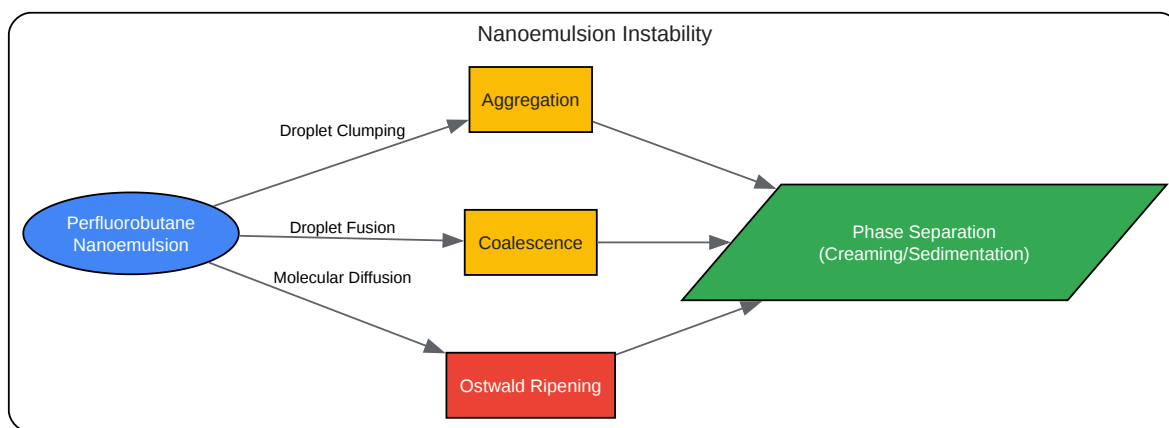 Nanoemulsion Instability
Aggregation
Droplet Clumping
Perfluorobutane
Nanoemulsion
Droplet Fusion
Coalescence
Phase Separation
(Creaming/Sedimentation)
Molecular Diffusion
Ostwald Ripening